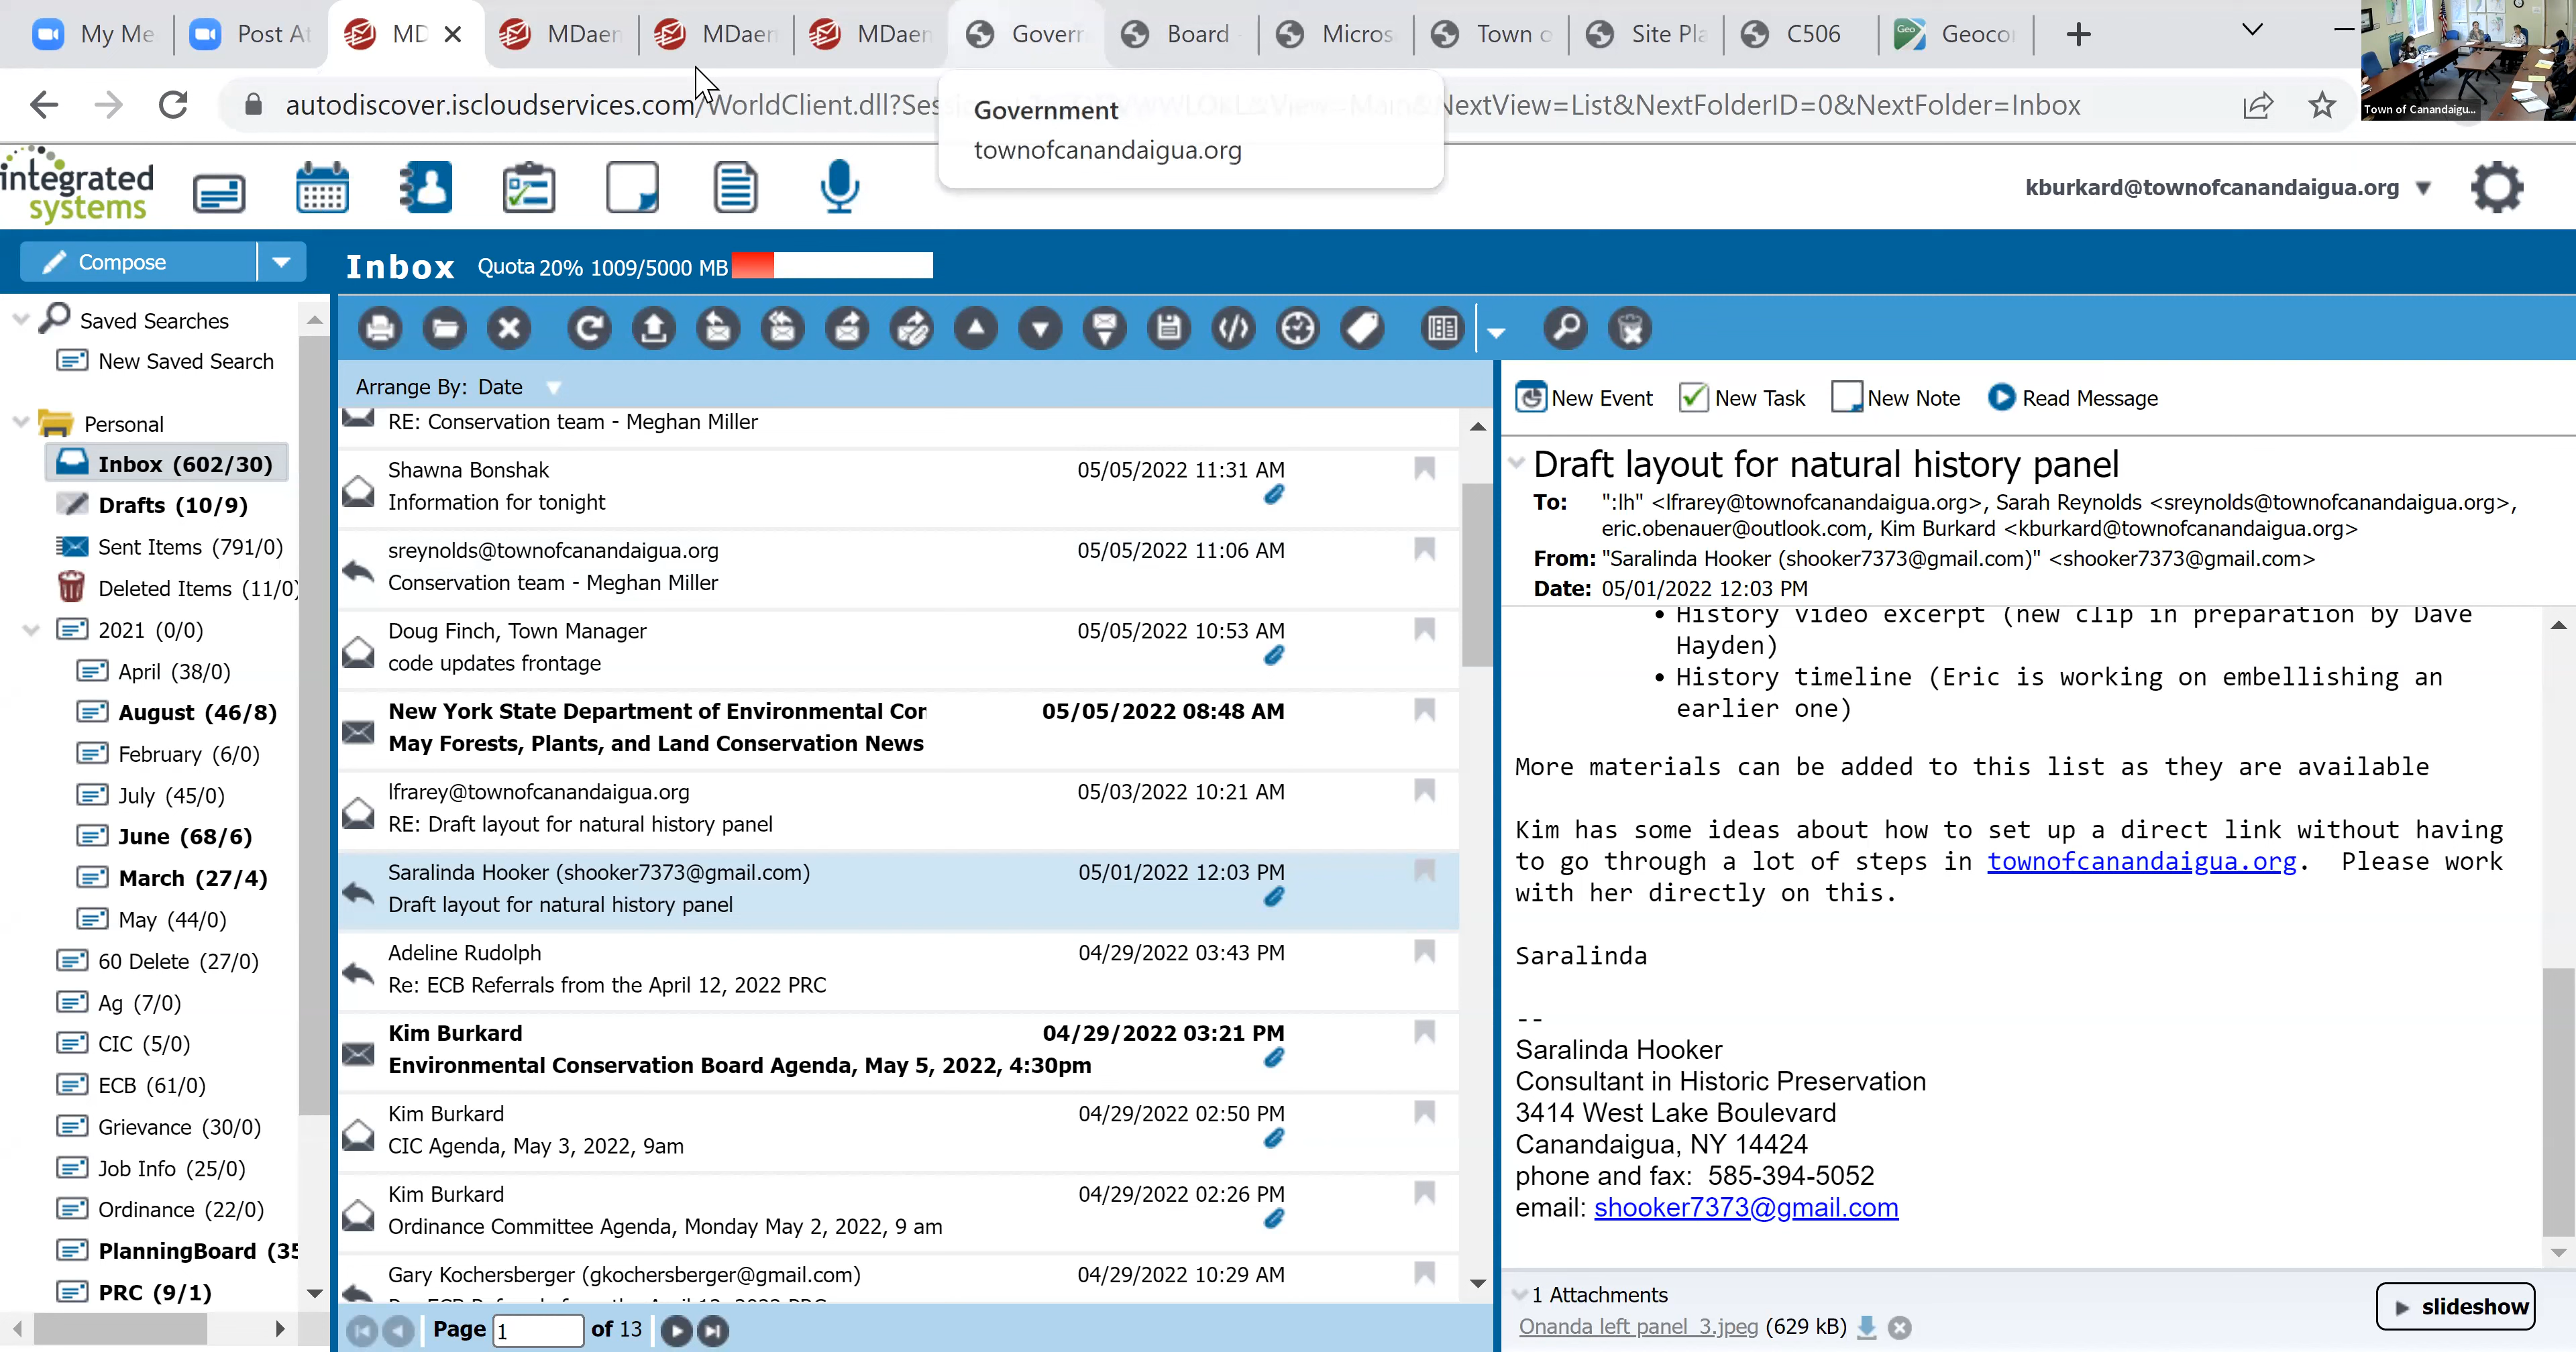 My Me
Post At
MD
MDaen
MDaen
MDaen
Govern
Board
Micros
Town o
Site Pla
C506
Geocor
autodiscover.iscloudservices.com/WorldClient.dll?Sess
NextView=List&NextFolderID=0&NextFolder=Inbox
Government
townofcanandaigua.org
Town of Canandaigu...
integrated
systems
kburkard@townofcanandaigua.org
Compose
Inbox
Quota 20% 1009/5000 MB
Saved Searches
New Saved Search
Personal
Inbox (602/30)
Drafts (10/9)
Sent Items (791/0)
Deleted Items (11/0)
2021 (0/0)
April (38/0)
August (46/8)
February (6/0)
July (45/0)
June (68/6)
March (27/4)
May (44/0)
60 Delete (27/0)
Ag (7/0)
CIC (5/0)
ECB (61/0)
Grievance (30/0)
Job Info (25/0)
Ordinance (22/0)
PlanningBoard (35
PRC (9/1)
Arrange By: Date
RE: Conservation team - Meghan Miller
Shawna Bonshak 05/05/2022 11:31 AM
Information for tonight
sreynolds@townofcanandaigua.org 05/05/2022 11:06 AM
Conservation team - Meghan Miller
Doug Finch, Town Manager 05/05/2022 10:53 AM
code updates frontage
New York State Department of Environmental Con 05/05/2022 08:48 AM
May Forests, Plants, and Land Conservation News
lfrarey@townofcanandaigua.org 05/03/2022 10:21 AM
RE: Draft layout for natural history panel
Saralinda Hooker (shooker7373@gmail.com) 05/01/2022 12:03 PM
Draft layout for natural history panel
Adeline Rudolph 04/29/2022 03:43 PM
Re: ECB Referrals from the April 12, 2022 PRC
Kim Burkard 04/29/2022 03:21 PM
Environmental Conservation Board Agenda, May 5, 2022, 4:30pm
Kim Burkard 04/29/2022 02:50 PM
CIC Agenda, May 3, 2022, 9am
Kim Burkard 04/29/2022 02:26 PM
Ordinance Committee Agenda, Monday May 2, 2022, 9 am
Gary Kochersberger (gkochersberger@gmail.com) 04/29/2022 10:29 AM
Page 1 of 13
New Event New Task New Note Read Message
Draft layout for natural history panel
To: ":lh" <lfrarey@townofcanandaigua.org>, Sarah Reynolds <sreynolds@townofcanandaigua.org>,
eric.obenauer@outlook.com, Kim Burkard <kburkard@townofcanandaigua.org>
From: "Saralinda Hooker (shooker7373@gmail.com)" <shooker7373@gmail.com>
Date: 05/01/2022 12:03 PM
• History video excerpt (new clip in preparation by Dave
Hayden)
• History timeline (Eric is working on embellishing an
earlier one)
More materials can be added to this list as they are available
Kim has some ideas about how to set up a direct link without having
to go through a lot of steps in townofcanandaigua.org. Please work
with her directly on this.
Saralinda
--
Saralinda Hooker
Consultant in Historic Preservation
3414 West Lake Boulevard
Canandaigua, NY 14424
phone and fax: 585-394-5052
email: shooker7373@gmail.com
1 Attachments
Onanda left panel_3.jpeg (629 kB)
slideshow